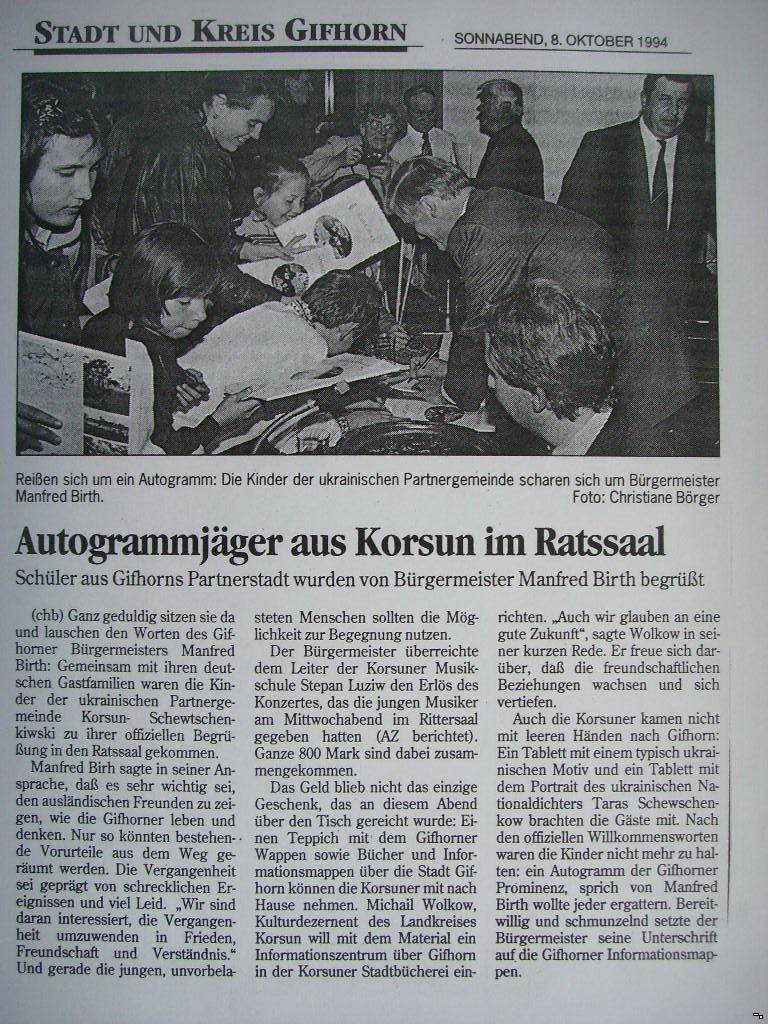 STADT UND KREIS GIFHORN
SONNABEND, 8. OKTOBER 1994
Reißen sich um ein Autogramm: Die Kinder der ukrainischen Partnergemeinde scharen sich um Bürgermeister
Manfred Birth. Foto: Christiane Börger
Autogrammjäger aus Korsun im Ratssaal
Schüler aus Gifhorns Partnerstadt wurden von Bürgermeister Manfred Birth begrüßt
(chb) Ganz geduldig sitzen sie da
und lauschen den Worten des Gif-
horner Bürgermeisters Manfred
Birth: Gemeinsam mit ihren deut-
schen Gastfamilien waren die Kin-
der der ukrainischen Partnerge-
meinde Korsun- Schewtschen-
kiwski zu ihrer offiziellen Begrü-
ßung in den Ratssaal gekommen.
Manfred Birh sagte in seiner An-
sprache, daß es sehr wichtig sei,
den ausländischen Freunden zu zei-
gen, wie die Gifhorner leben und
denken. Nur so könnten bestehen-
de Vorurteile aus dem Weg ge-
räumt werden. Die Vergangenheit
sei geprägt von schrecklichen Er-
eignissen und viel Leid. „Wir sind
daran interessiert, die Vergangen-
heit umzuwenden in Frieden,
Freundschaft und Verständnis.“
Und gerade die jungen, unvorbela-
steten Menschen sollten die Mög-
lichkeit zur Begegnung nutzen.
Der Bürgermeister überreichte
dem Leiter der Korsuner Musik-
schule Stepan Luziw den Erlös des
Konzertes, das die jungen Musiker
am Mittwochabend im Rittersaal
gegeben hatten (AZ berichtet).
Ganze 800 Mark sind dabei zusam-
mengekommen.
Das Geld blieb nicht das einzige
Geschenk, das an diesem Abend
über den Tisch gereicht wurde: Ei-
nen Teppich mit dem Gifhorner
Wappen sowie Bücher und Infor-
mationsmappen über die Stadt Gif-
horn können die Korsuner mit nach
Hause nehmen. Michail Wolkow,
Kulturdezernent des Landkreises
Korsun will mit dem Material ein
Informationszentrum über Gifhorn
in der Korsuner Stadtbücherei ein-
richten. „Auch wir glauben an eine
gute Zukunft“, sagte Wolkow in sei-
ner kurzen Rede. Er freue sich dar-
über, daß die freundschaftlichen
Beziehungen wachsen und sich
vertiefen.
Auch die Korsuner kamen nicht
mit leeren Händen nach Gifhorn:
Ein Tablett mit einem typisch ukrai-
nischen Motiv und ein Tablett mit
dem Portrait des ukrainischen Na-
tionaldichters Taras Schewschen-
kow brachten die Gäste mit. Nach
den offiziellen Willkommensworten
waren die Kinder nicht mehr zu hal-
ten: ein Autogramm der Gifhorner
Prominenz, sprich von Manfred
Birth wollte jeder ergattern. Bereit-
willig und schmunzelnd setzte der
Bürgermeister seine Unterschrift
auf die Gifhorner Informationsmap-
pen.